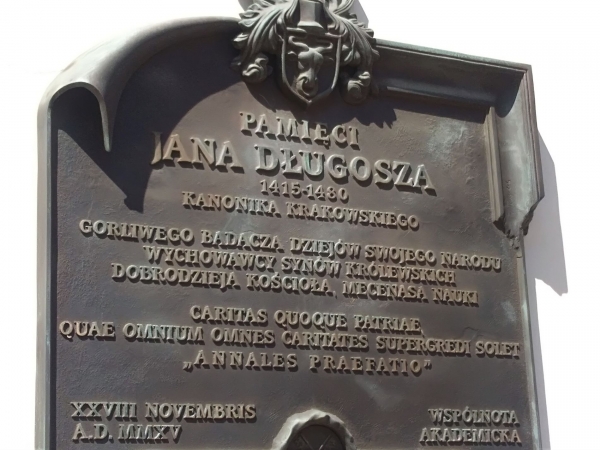 PAMIĘCI
JANA DŁUGOSZA
1415-1480
KANONIKA KRAKOWSKIEGO
GORLIWEGO BADACZA DZIEJÓW SWOJEGO NARODU
WYCHOWAWCY SYNÓW KRÓLEWSKICH
DOBRODZIEJA KOŚCIOŁA, MECENASA NAUKI
CARITAS QUOQUE PATRIAE,
QUAE OMNIUM OMNES CARITATES SUPERGREDI SOLET
„ANNALES PRAEFATIO"
XXVIII NOVEMBRIS
A.D. MMXV
WSPÓLNOTA
AKADEMICKA